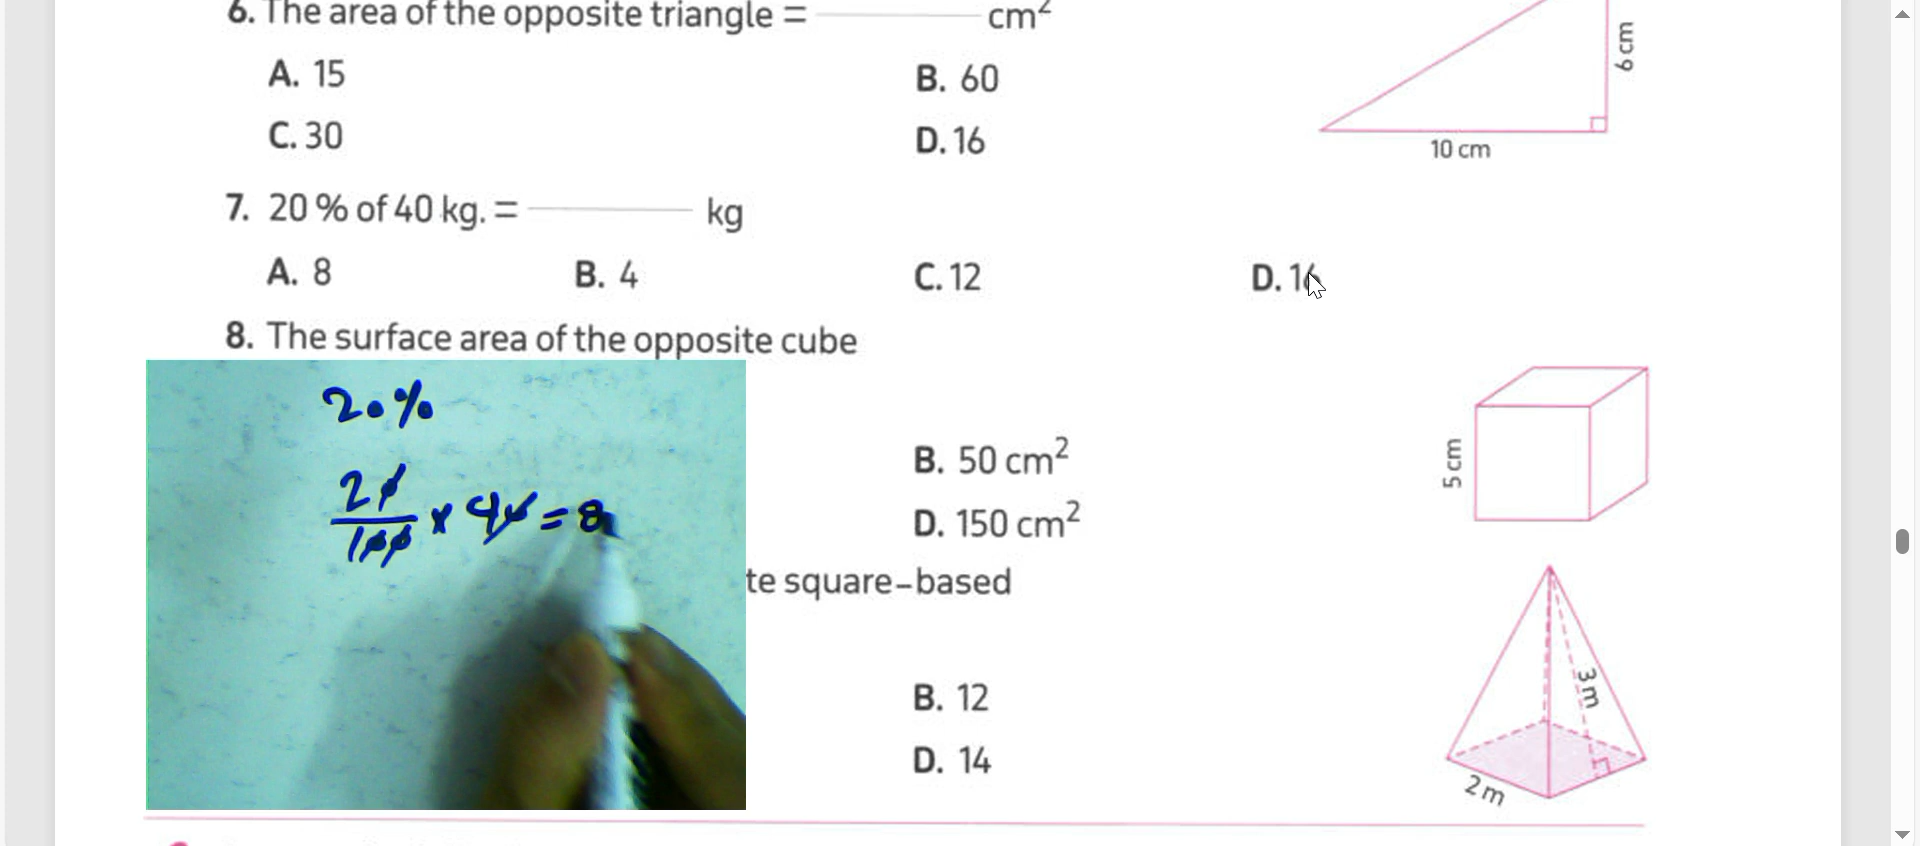 6. The area of the opposite triangle = cm²
A. 15
B. 60
C. 30
D. 16
6 cm
10 cm
7. 20 % of 40 kg. = kg
A. 8
B. 4
C. 12
D. 16
8. The surface area of the opposite cube
20%
20/100 × 40 = 8
B. 50 cm²
D. 150 cm²
5 cm
te square-based
B. 12
D. 14
3 m
2 m